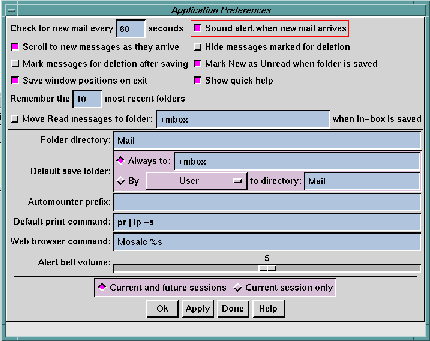 Application Preferences
Check for new mail every 60 seconds Sound alert when new mail arrives
Scroll to new messages as they arrive Hide messages marked for deletion
Mark messages for deletion after saving Mark New as Unread when folder is saved
Save window positions on exit Show quick help
Remember the 10 most recent folders
Move Read messages to folder: +mbox when In-box is saved
Folder directory: Mail
Default save folder: Always to: +mbox
By User to directory: Mail
Automounter prefix:
Default print command: pr | lp -s
Web browser command: Mosaic %s
Alert bell volume: 5
Current and future sessions Current session only
Ok Apply Done Help